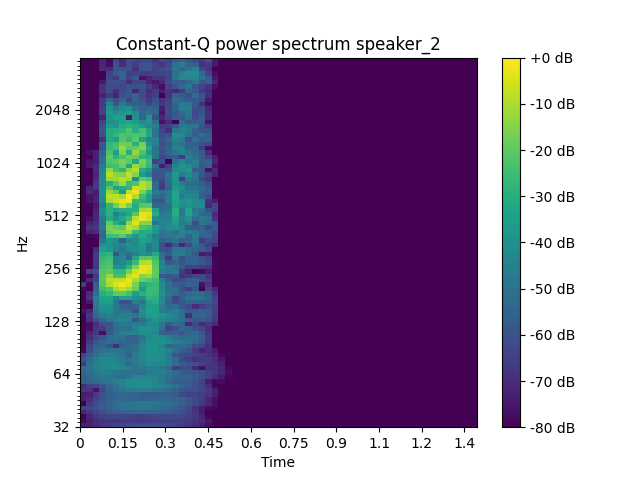 Constant-Q power spectrum speaker_2
+0 dB
-10 dB
-20 dB
-30 dB
-40 dB
-50 dB
-60 dB
-70 dB
-80 dB
2048
1024
512
256
128
64
32
Hz
0 0.15 0.3 0.45 0.6 0.75 0.9 1.1 1.2 1.4
Time